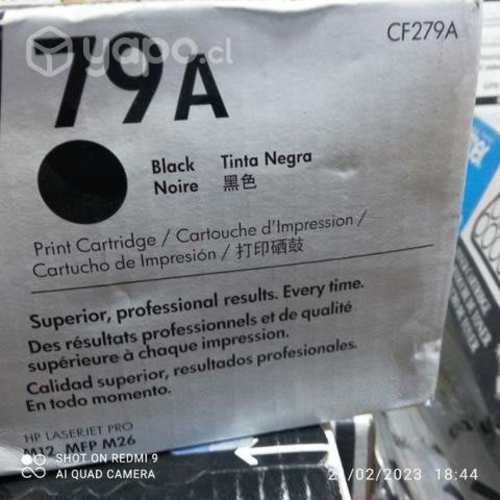 yapo.cl
79A
CF279A
Black Tinta Negra
Noire 黑色
Print Cartridge / Cartouche d'Impression /
Cartucho de Impresión / 打印硒鼓
Superior, professional results. Every time.
Des résultats professionnels et de qualité
supérieure à chaque impression.
Calidad superior, resultados profesionales.
En todo momento.
HP LASERJET PRO
M12, MFP M26
SHOT ON REDMI 9
AI QUAD CAMERA
/02/2023 18:44